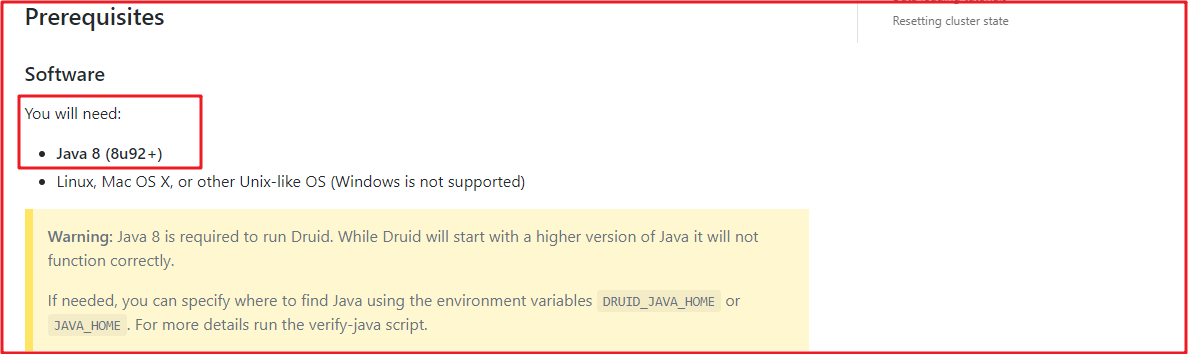 Prerequisites
Resetting cluster state
Software
You will need:
Java 8 (8u92+)
Linux, Mac OS X, or other Unix-like OS (Windows is not supported)
Warning: Java 8 is required to run Druid. While Druid will start with a higher version of Java it will not
function correctly.
If needed, you can specify where to find Java using the environment variables DRUID_JAVA_HOME or
JAVA_HOME. For more details run the verify-java script.